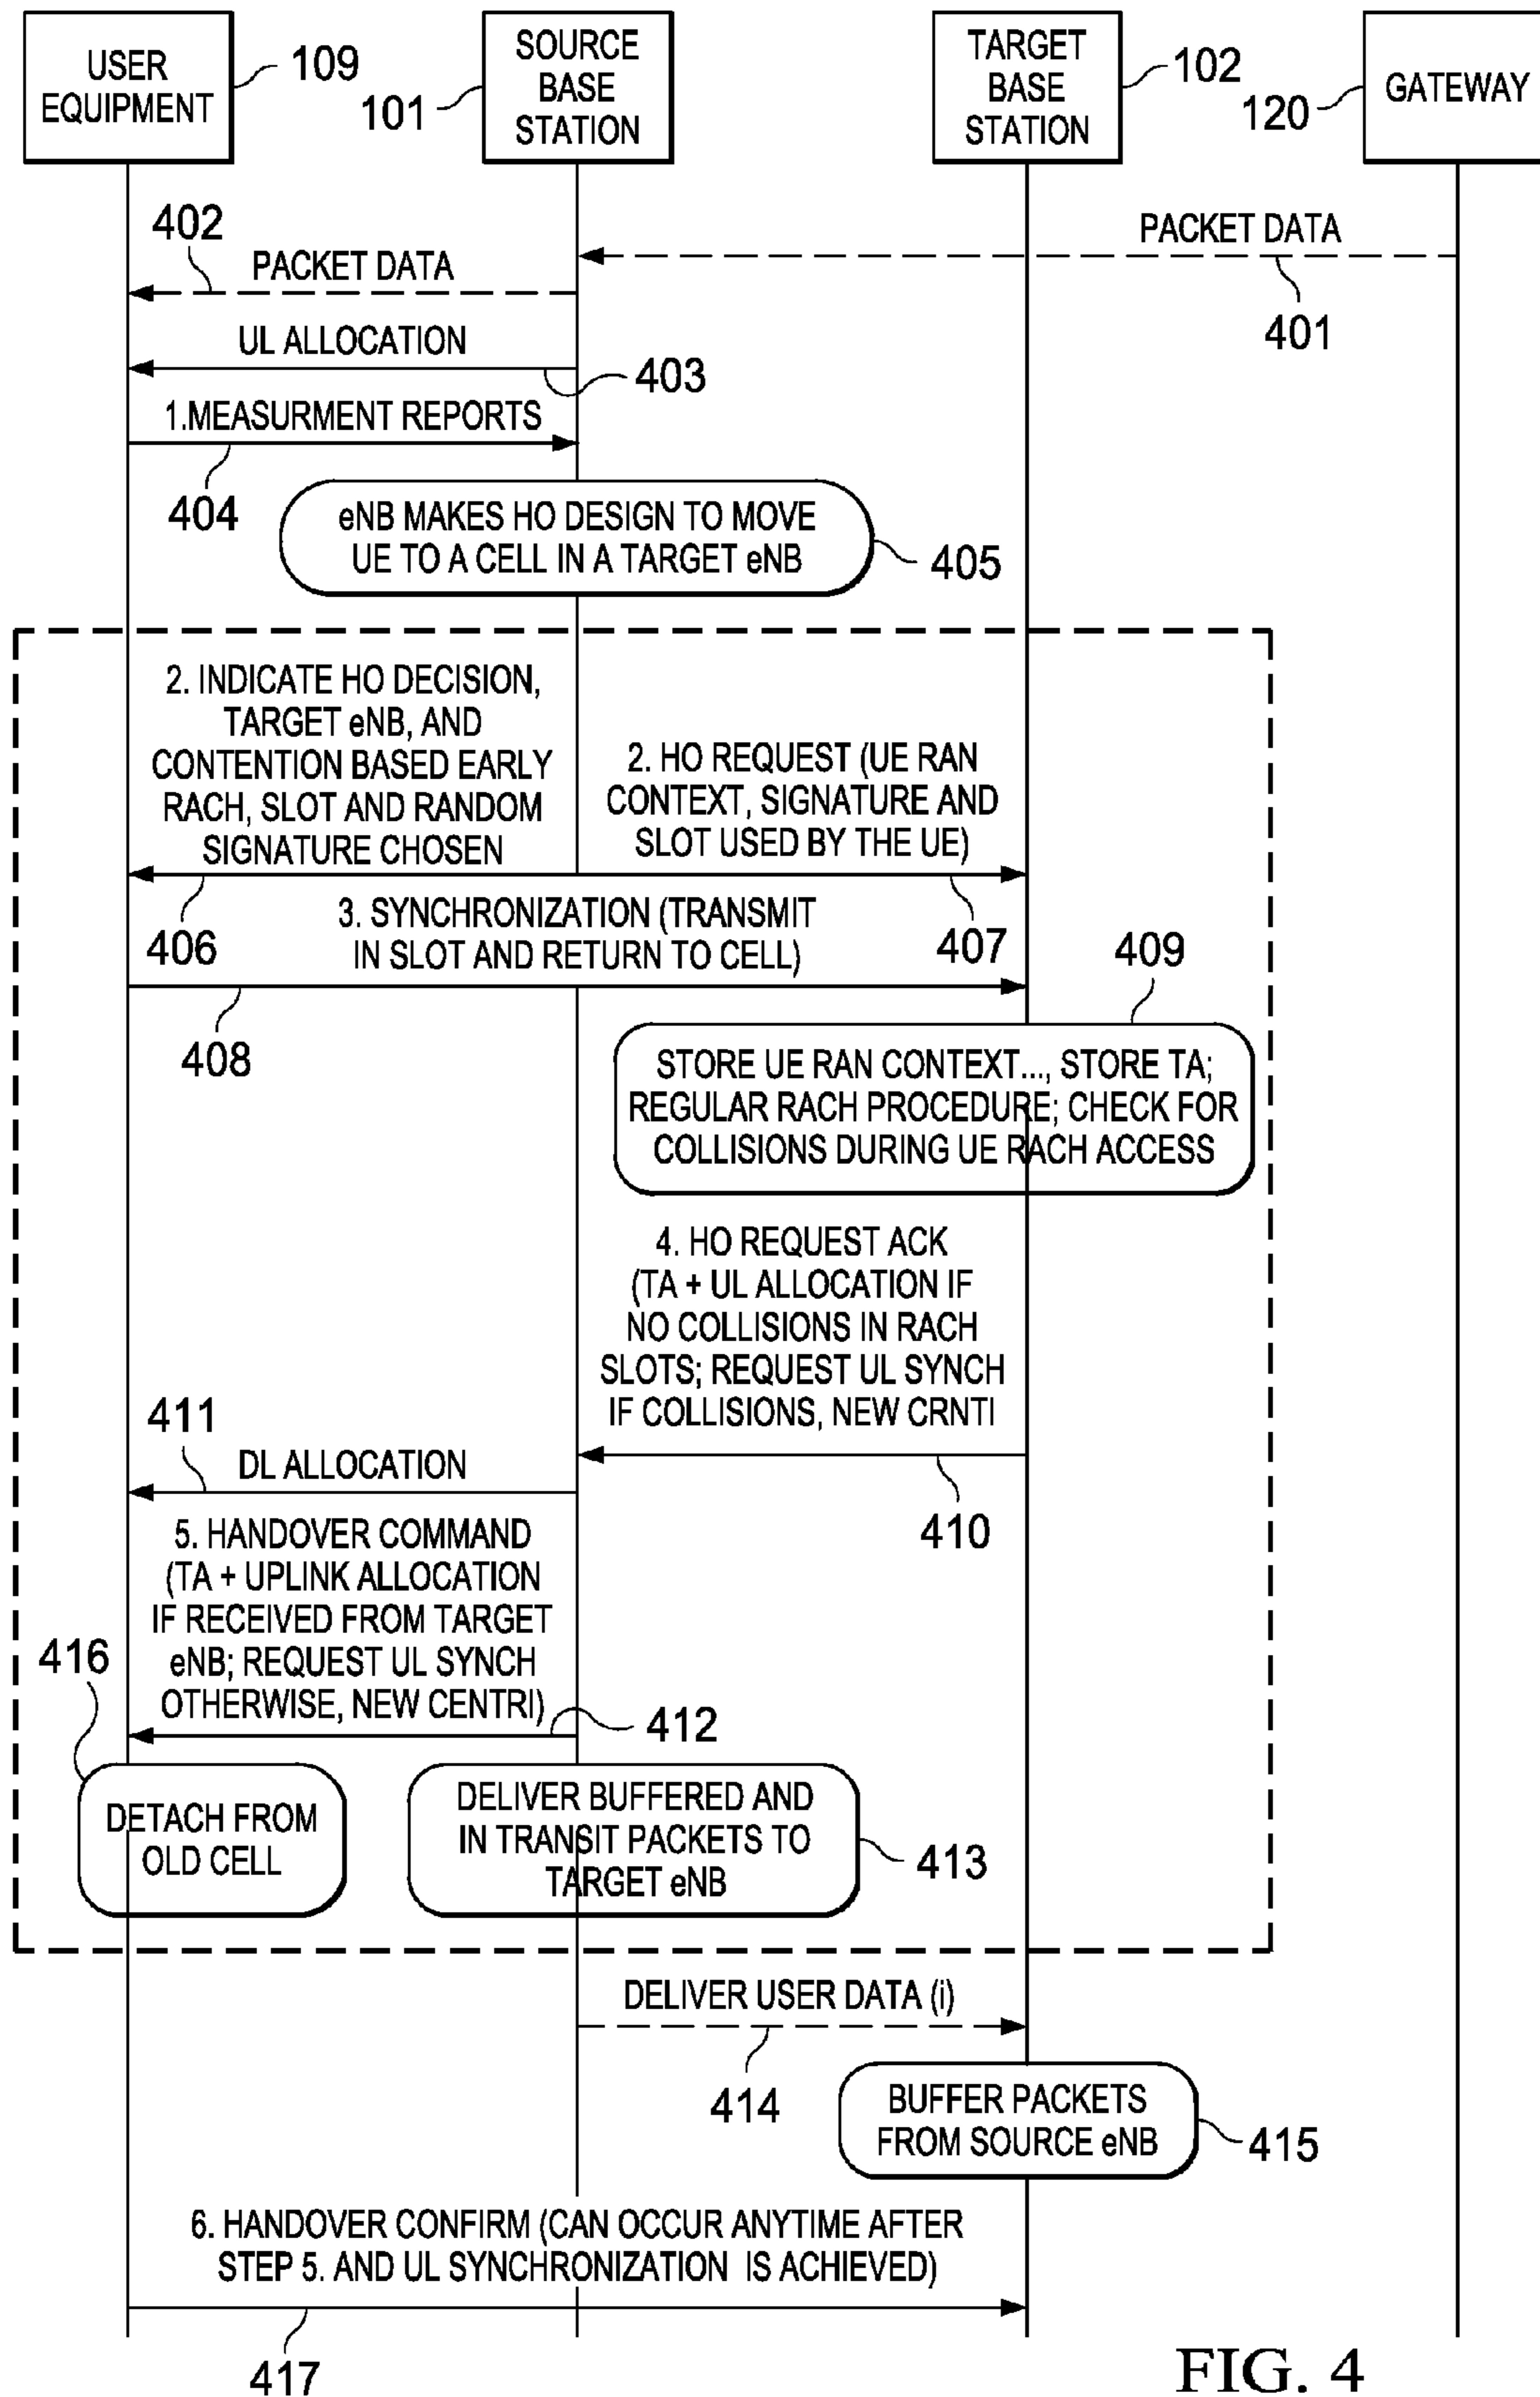 USER
EQUIPMENT
109
SOURCE
BASE
STATION
101
TARGET
BASE
STATION
102
GATEWAY
120
PACKET DATA
401
402
PACKET DATA
UL ALLOCATION
403
1.MEASURMENT REPORTS
404
eNB MAKES HO DESIGN TO MOVE
UE TO A CELL IN A TARGET eNB
405
2. INDICATE HO DECISION,
TARGET eNB, AND
CONTENTION BASED EARLY
RACH, SLOT AND RANDOM
SIGNATURE CHOSEN
406
2. HO REQUEST (UE RAN
CONTEXT, SIGNATURE AND
SLOT USED BY THE UE)
407
3. SYNCHRONIZATION (TRANSMIT
IN SLOT AND RETURN TO CELL)
408
409
STORE UE RAN CONTEXT..., STORE TA;
REGULAR RACH PROCEDURE; CHECK FOR
COLLISIONS DURING UE RACH ACCESS
4. HO REQUEST ACK
(TA + UL ALLOCATION IF
NO COLLISIONS IN RACH
SLOTS; REQUEST UL SYNCH
IF COLLISIONS, NEW CRNTI
410
411
DL ALLOCATION
5. HANDOVER COMMAND
(TA + UPLINK ALLOCATION
IF RECEIVED FROM TARGET
eNB; REQUEST UL SYNCH
OTHERWISE, NEW CENTRI)
412
416
DETACH FROM
OLD CELL
DELIVER BUFFERED AND
IN TRANSIT PACKETS TO
TARGET eNB
413
DELIVER USER DATA (i)
414
BUFFER PACKETS
FROM SOURCE eNB
415
6. HANDOVER CONFIRM (CAN OCCUR ANYTIME AFTER
STEP 5. AND UL SYNCHRONIZATION IS ACHIEVED)
417
FIG. 4